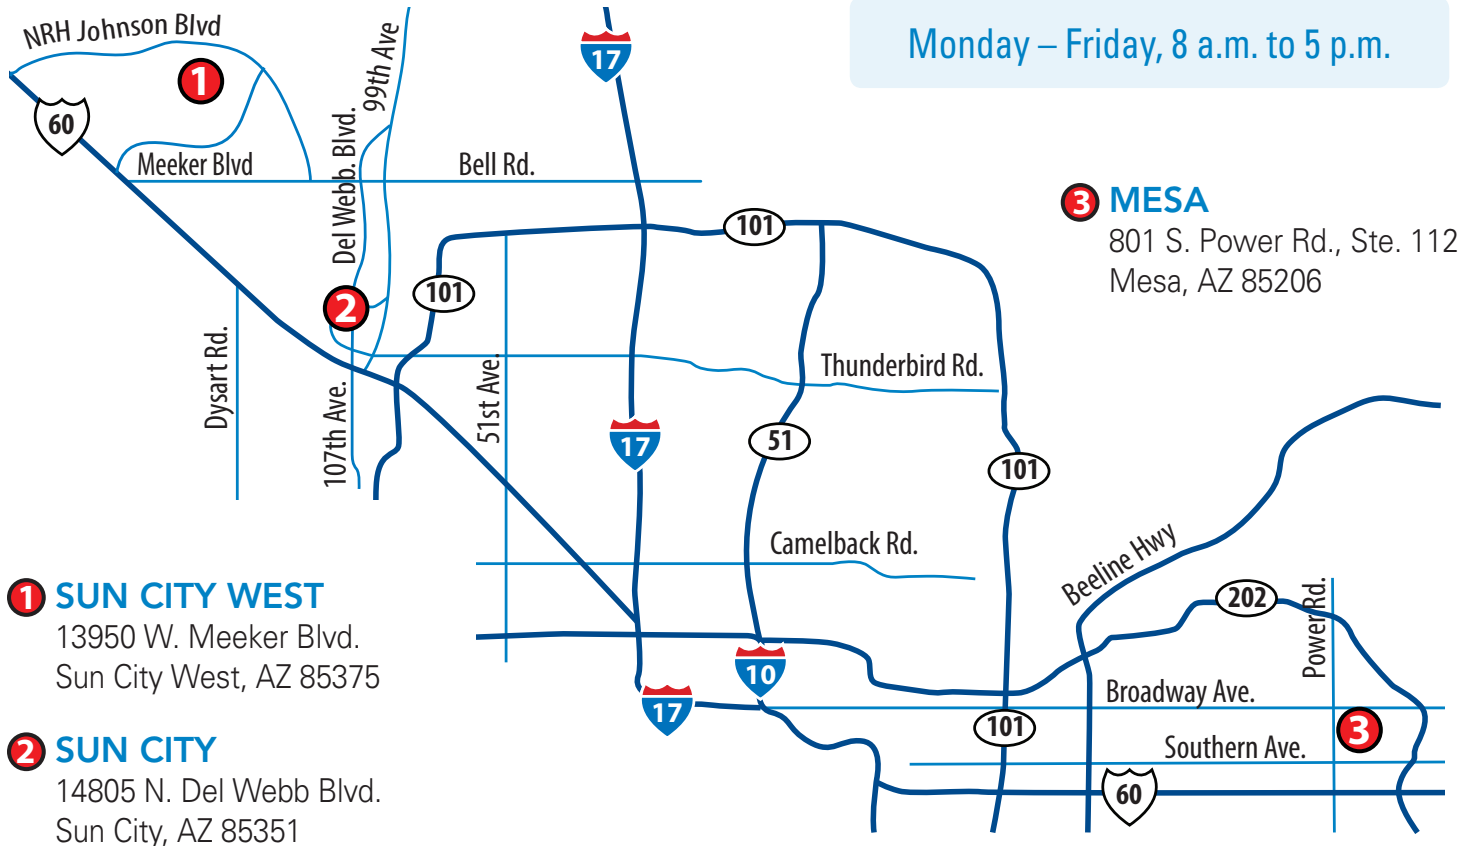 Monday – Friday, 8 a.m. to 5 p.m.
NRH Johnson Blvd
1
60
Meeker Blvd
Del Webb. Blvd.
99th Ave
17
Bell Rd.
101
101
2
Dysart Rd.
107th Ave.
51st Ave.
Thunderbird Rd.
17
51
101
Camelback Rd.
Beeline Hwy
202
Power Rd.
10
17
101
Broadway Ave.
3
Southern Ave.
60
3 MESA
801 S. Power Rd., Ste. 112
Mesa, AZ 85206
1 SUN CITY WEST
13950 W. Meeker Blvd.
Sun City West, AZ 85375
2 SUN CITY
14805 N. Del Webb Blvd.
Sun City, AZ 85351